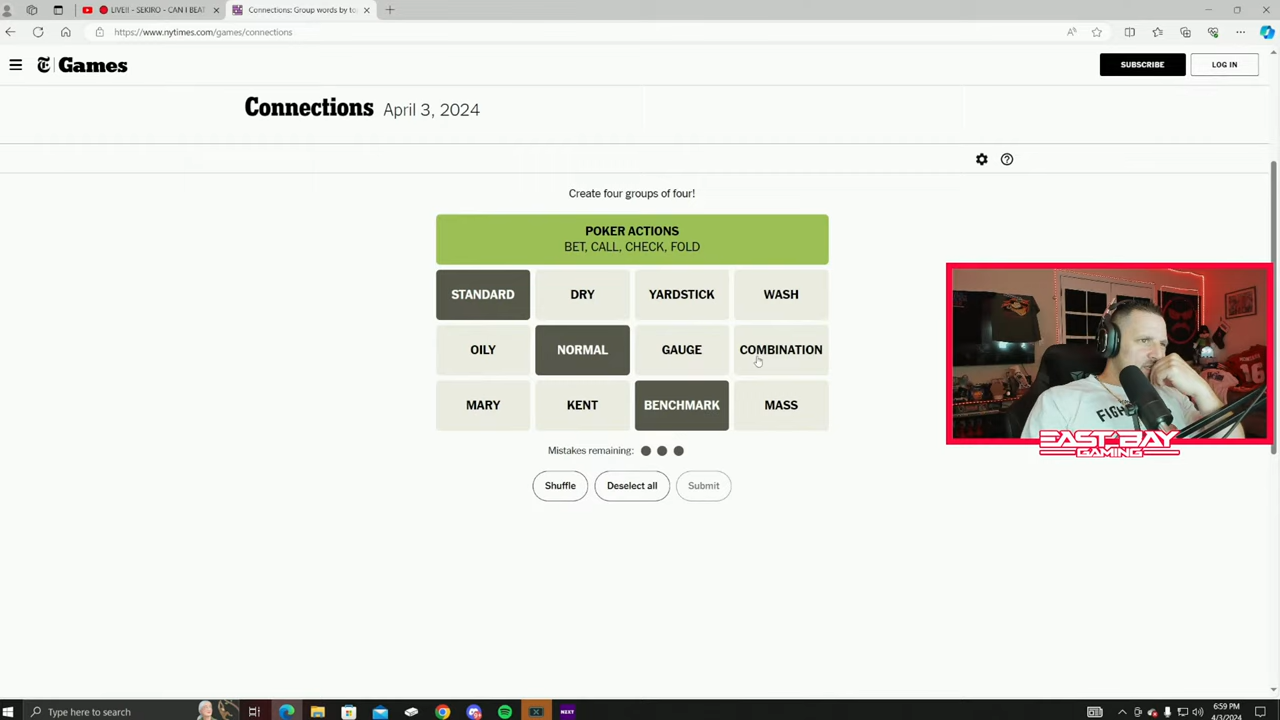 LIVE!! - SEKIRO - CAN I BEAT
Connections: Group words by to
https://www.nytimes.com/games/connections
Games
SUBSCRIBE
LOG IN
Connections April 3, 2024
Create four groups of four!
POKER ACTIONS
BET, CALL, CHECK, FOLD
STANDARD DRY YARDSTICK WASH
OILY NORMAL GAUGE COMBINATION
MARY KENT BENCHMARK MASS
Mistakes remaining:
Shuffle Deselect all Submit
EAST BAY
GAMING
Type here to search
NEXT
6:59 PM
4/3/2024